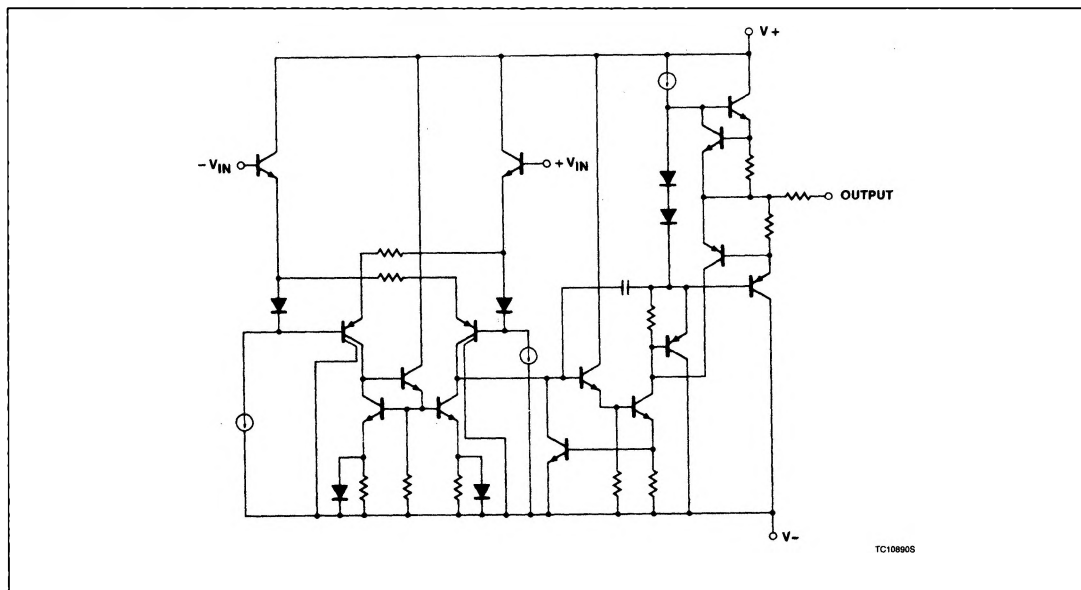 V+
− VIN
+ VIN
OUTPUT
V−
TC10890S